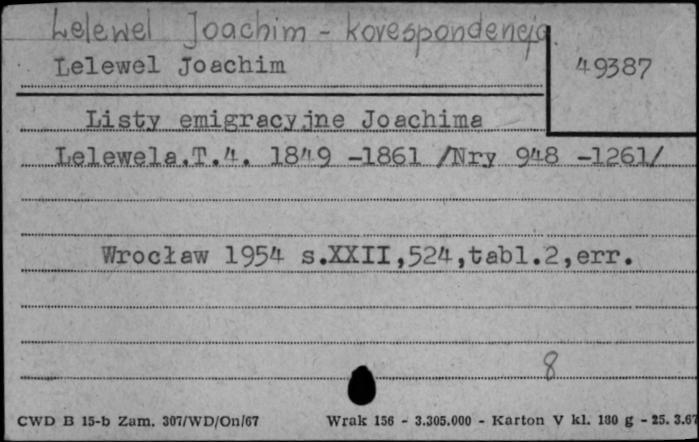 Lelewel Joachim - korespondencja
Lelewel Joachim
49387
Listy emigracyjne Joachima
Lelewela.T.4. 1849 -1861 /Nry 948 -1261/
Wrocław 1954 s.XXII,524,tabl.2,err.
8
CWD B 15-b Zam. 307/WD/On/67 Wrak 156 - 3.305.000 - Karton V kl. 180 g - 25. 3.67